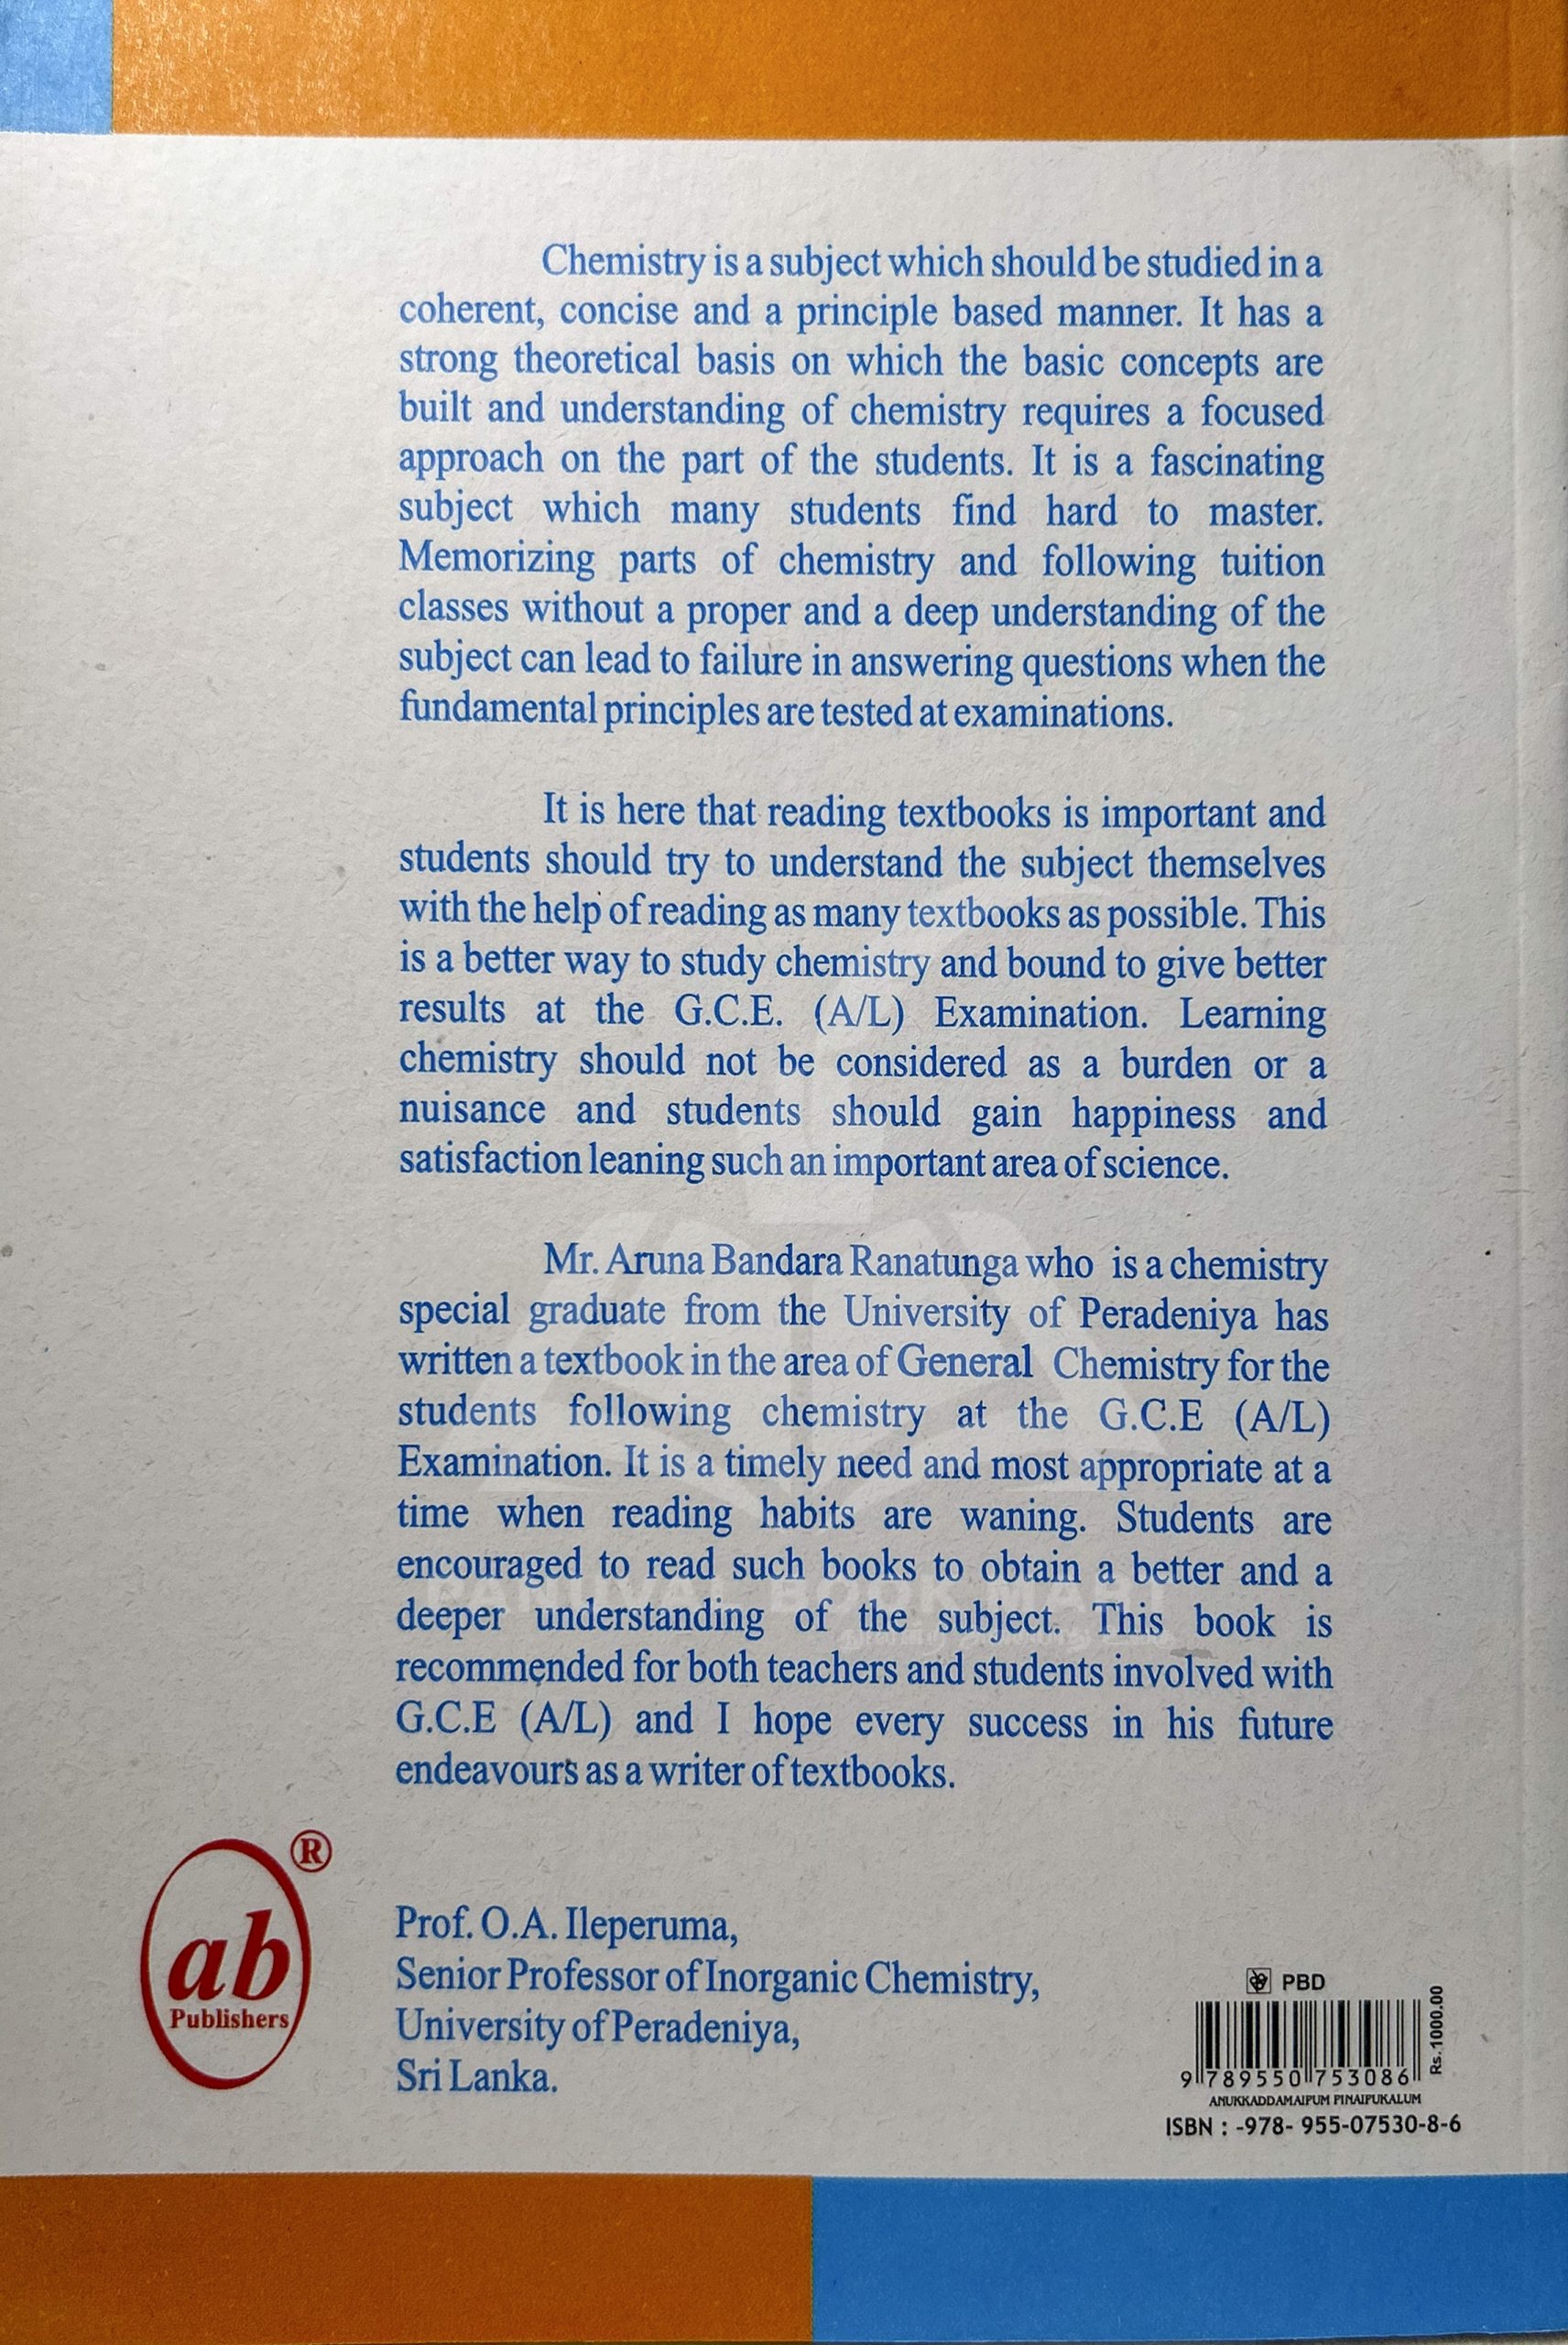 Chemistry is a subject which should be studied in a
coherent, concise and a principle based manner. It has a
strong theoretical basis on which the basic concepts are
built and understanding of chemistry requires a focused
approach on the part of the students. It is a fascinating
subject which many students find hard to master.
Memorizing parts of chemistry and following tuition
classes without a proper and a deep understanding of the
subject can lead to failure in answering questions when the
fundamental principles are tested at examinations.
It is here that reading textbooks is important and
students should try to understand the subject themselves
with the help of reading as many textbooks as possible. This
is a better way to study chemistry and bound to give better
results at the G.C.E. (A/L) Examination. Learning
chemistry should not be considered as a burden or a
nuisance and students should gain happiness and
satisfaction leaning such an important area of science.
Mr. Aruna Bandara Ranatunga who is a chemistry
special graduate from the University of Peradeniya has
written a textbook in the area of General Chemistry for the
students following chemistry at the G.C.E (A/L)
Examination. It is a timely need and most appropriate at a
time when reading habits are waning. Students are
encouraged to read such books to obtain a better and a
deeper understanding of the subject. This book is
recommended for both teachers and students involved with
G.C.E (A/L) and I hope every success in his future
endeavours as a writer of textbooks.
®
ab
Publishers
Prof. O.A. Ileperuma,
Senior Professor of Inorganic Chemistry,
University of Peradeniya,
Sri Lanka.
PBD
Rs. 1000.00
9 789550 753086
ANUKKADDAMAIPUM PINAIPUKALUM
ISBN : -978- 955-07530-8-6